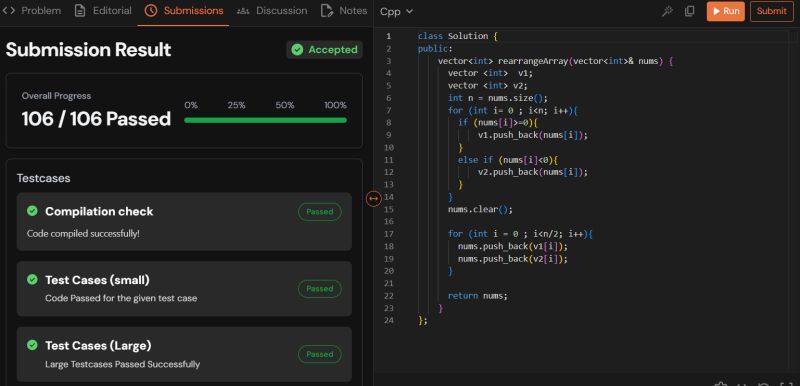 Problem Editorial Submissions Discussion Notes
Submission Result
Accepted
Overall Progress
106 / 106 Passed
0% 25% 50% 100%
Testcases
Compilation check
Passed
Code compiled successfully!
Test Cases (small)
Passed
Code Passed for the given test case
Test Cases (Large)
Passed
Large Testcases Passed Successfully
Cpp
Run
Submit
1 class Solution {
2 public:
3 vector<int> rearrangeArray(vector<int>& nums) {
4 vector <int>  v1;
5 vector <int> v2;
6 int n = nums.size();
7 for (int i= 0 ; i<n; i++){
8 if (nums[i]>=0){
9 v1.push_back(nums[i]);
10 }
11 else if (nums[i]<0){
12 v2.push_back(nums[i]);
13 }
14 }
15 nums.clear();
16
17 for (int i = 0 ; i<n/2; i++){
18 nums.push_back(v1[i]);
19 nums.push_back(v2[i]);
20 }
21
22 return nums;
23 }
24 };